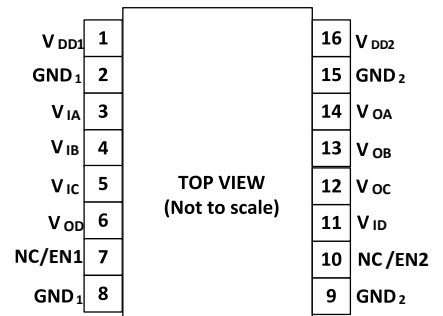 V DD1 1 16 V DD2
GND 1 2 15 GND 2
V IA 3 14 V OA
V IB 4 13 V OB
V IC 5 12 V OC
TOP VIEW
(Not to scale)
V OD 6 11 V ID
NC/EN1 7 10 NC/EN2
GND 1 8 9 GND 2